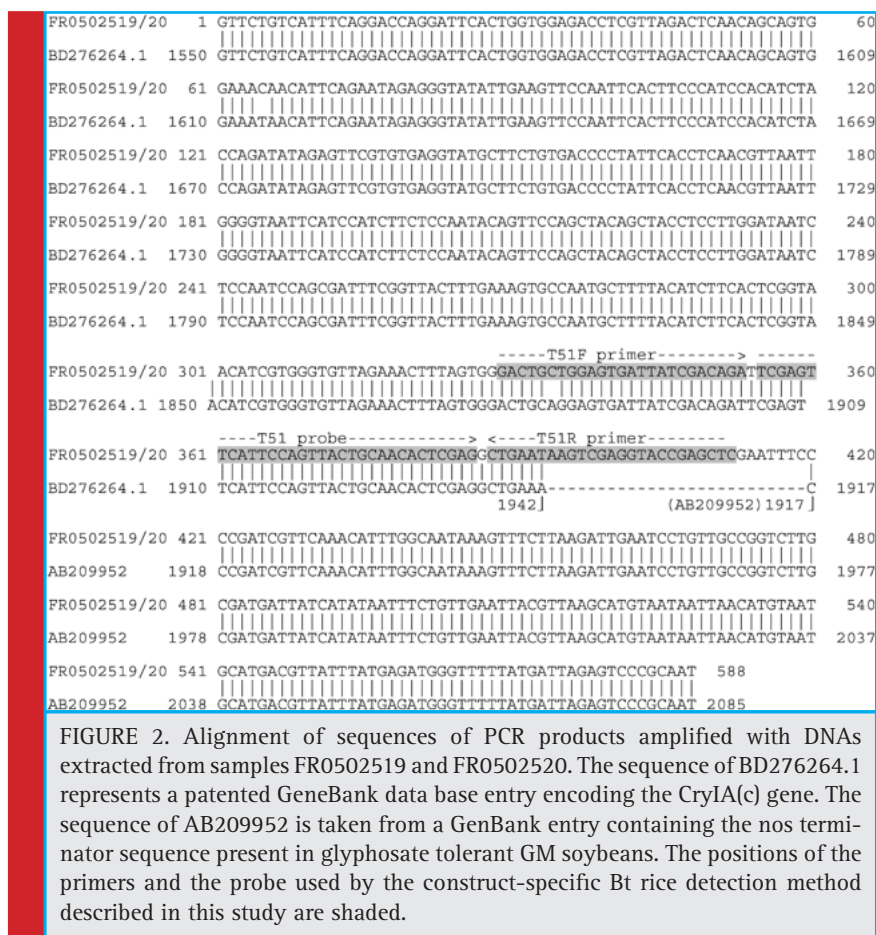 FR0502519/20 1 GTTCTGTCATTTCAGGACCAGGATTCACTGGTGGAGACCTCGTTAGACTCAACAGCAGTG 60
BD276264.1 1550 GTTCTGTCATTTCAGGACCAGGATTCACTGGTGGAGACCTCGTTAGACTCAACAGCAGTG 1609
FR0502519/20 61 GAAACAACATTCAGAATAGAGGGTATATTGAAGTTCCAATTCACTTCCCATCCACATCTA 120
BD276264.1 1610 GAAATAACATTCAGAATAGAGGGTATATTGAAGTTCCAATTCACTTCCCATCCACATCTA 1669
FR0502519/20 121 CCAGATATAGAGTTCGTGTGAGGTATGCTTCTGTGACCCCTATTCACCTCAACGTTAATT 180
BD276264.1 1670 CCAGATATAGAGTTCGTGTGAGGTATGCTTCTGTGACCCCTATTCACCTCAACGTTAATT 1729
FR0502519/20 181 GGGGTAATTCATCCATCTTCTCCAATACAGTTCCAGCTACAGCTACCTCCTTGGATAATC 240
BD276264.1 1730 GGGGTAATTCATCCATCTTCTCCAATACAGTTCCAGCTACAGCTACCTCCTTGGATAATC 1789
FR0502519/20 241 TCCAATCCAGCGATTTCGGTTACTTTGAAAGTGCCAATGCTTTTACATCTTCACTCGGTA 300
BD276264.1 1790 TCCAATCCAGCGATTTCGGTTACTTTGAAAGTGCCAATGCTTTTACATCTTCACTCGGTA 1849
-----T51F primer--------> ------
FR0502519/20 301 ACATCGTGGGTGTTAGAAACTTTAGTGGGACTGCTGGAGTGATTATCGACAGATTCGAGT 360
BD276264.1 1850 ACATCGTGGGTGTTAGAAACTTTAGTGGGACTGCAGGAGTGATTATCGACAGATTCGAGT 1909
----T51 probe------------> <----T51R primer-------
FR0502519/20 361 TCATTCCAGTTACTGCAACACTCGAGGCTGAATAAGTCGAGGTACCGAGCTCGAATTTCC 420
BD276264.1 1910 TCATTCCAGTTACTGCAACACTCGAGGCTGAAA--------------------------C 1917
1942⌋ (AB209952)1917⌋
FR0502519/20 421 CCGATCGTTCAAACATTTGGCAATAAAGTTTCTTAAGATTGAATCCTGTTGCCGGTCTTG 480
AB209952 1918 CCGATCGTTCAAACATTTGGCAATAAAGTTTCTTAAGATTGAATCCTGTTGCCGGTCTTG 1977
FR0502519/20 481 CGATGATTATCATATAATTTCTGTTGAATTACGTTAAGCATGTAATAATTAACATGTAAT 540
AB209952 1978 CGATGATTATCATATAATTTCTGTTGAATTACGTTAAGCATGTAATAATTAACATGTAAT 2037
FR0502519/20 541 GCATGACGTTATTTATGAGATGGGTTTTTATGATTAGAGTCCCGCAAT 588
AB209952 2038 GCATGACGTTATTTATGAGATGGGTTTTTATGATTAGAGTCCCGCAAT 2085
FIGURE 2. Alignment of sequences of PCR products amplified with DNAs
extracted from samples FR0502519 and FR0502520. The sequence of BD276264.1
represents a patented GeneBank data base entry encoding the CryIA(c) gene. The
sequence of AB209952 is taken from a GenBank entry containing the nos termi-
nator sequence present in glyphosate tolerant GM soybeans. The positions of the
primers and the probe used by the construct-specific Bt rice detection method
described in this study are shaded.